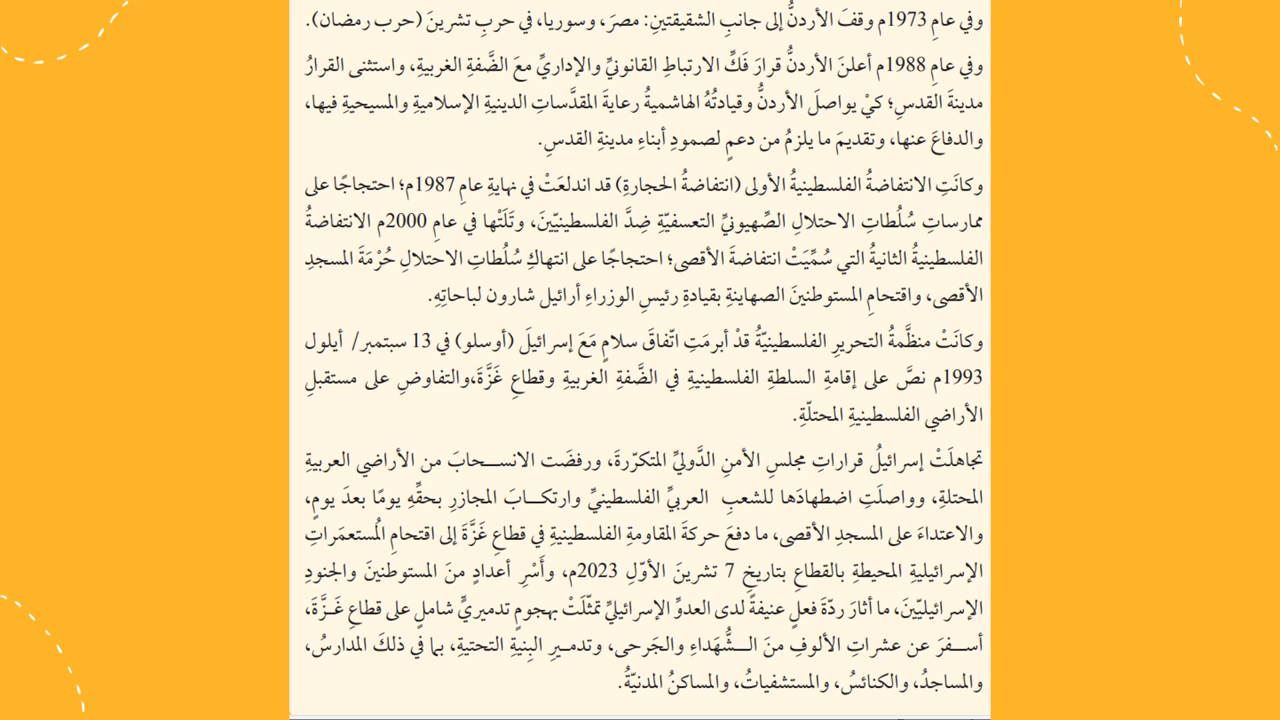 وفي عامِ 1973م وقفَ الأردنُّ إلى جانبِ الشقيقتينِ: مصرَ، وسوريا، في حربِ تشرينَ (حرب رمضان).
وفي عامِ 1988م أعلنَ الأردنُّ قرارَ فَكِّ الارتباطِ القانونيِّ والإداريِّ معَ الضَّفةِ الغربيةِ، واستثنى القرارُ
مدينةَ القدسِ؛ كيْ يواصلَ الأردنُّ وقيادتُهُ الهاشميةُ رعايةَ المقدَّساتِ الدينيةِ الإسلاميةِ والمسيحيةِ فيها،
والدفاعَ عنها، وتقديمَ ما يلزمُ من دعمٍ لصمودِ أبناءِ مدينةِ القدسِ.
وكانَتِ الانتفاضةُ الفلسطينيةُ الأولى (انتفاضةُ الحجارةِ) قد اندلعَتْ في نهايةِ عامِ 1987م؛ احتجاجًا على
ممارساتِ سُلُطاتِ الاحتلالِ الصِّهيونيِّ التعسفيّةِ ضِدَّ الفلسطينيّينَ، وتَلَتْها في عامِ 2000م الانتفاضةُ
الفلسطينيةُ الثانيةُ التي سُمِّيَتْ انتفاضةَ الأقصى؛ احتجاجًا على انتهاكِ سُلُطاتِ الاحتلالِ حُرْمَةَ المسجدِ
الأقصى، واقتحامِ المستوطنينَ الصهاينةِ بقيادةِ رئيسِ الوزراءِ أرائيل شارون لباحاتِهِ.
وكانَتْ منظَّمةُ التحريرِ الفلسطينيّةُ قدْ أبرمَتِ اتّفاقَ سلامٍ مَعَ إسرائيلَ (أوسلو) في 13 سبتمبر/ أيلول
1993م نصَّ على إقامةِ السلطةِ الفلسطينيةِ في الضَّفةِ الغربيةِ وقطاعِ غَزَّةَ،والتفاوضِ على مستقبلِ
الأراضي الفلسطينيةِ المحتلّةِ.
تجاهلَتْ إسرائيلُ قراراتِ مجلسِ الأمنِ الدَّوليِّ المتكرّرةَ، ورفضَت الانسـحابَ من الأراضي العربيةِ
المحتلةِ، وواصلَتِ اضطهادَها للشعبِ العربيِّ الفلسطينيِّ وارتكـابَ المجازرِ بحقِّهِ يومًا بعدَ يومٍ،
والاعتداءَ على المسجدِ الأقصى، ما دفعَ حركةَ المقاومةِ الفلسطينيةِ في قطاعِ غَزَّةَ إلى اقتحامِ المُستعمَراتِ
الإسرائيليةِ المحيطةِ بالقطاعِ بتاريخِ 7 تشرينَ الأوّلِ 2023م، وأَسْرِ أعدادٍ منَ المستوطنينَ والجنودِ
الإسرائيليّينَ، ما أثارَ ردّةَ فعلٍ عنيفةً لدى العدوِّ الإسرائيليِّ تمثّلَتْ بهجومٍ تدميريٍّ شاملٍ على قطاعِ غَـزَّةَ،
أسـفرَ عن عشراتِ الألوفِ منَ الـشُّهَداءِ والجَرحى، وتدمـيرِ البِنيةِ التحتيةِ، بما في ذلكَ المدارسُ،
والمساجدُ، والكنائسُ، والمستشفياتُ، والمساكنُ المدنيّةُ.